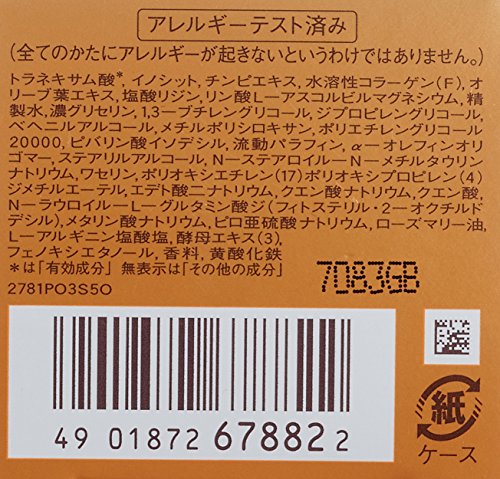 アレルギーテスト済み
(全てのかたにアレルギーが起きないというわけではありません。)
トラネキサム酸*, イノシット, チンピエキス, 水溶性コラーゲン(F), オ
リーブ葉エキス, 塩酸リジン, リン酸L-アスコルビルマグネシウム, 精
製水, 濃グリセリン, 1,3-ブチレングリコール, ジプロピレングリコール,
ベヘニルアルコール, メチルポリシロキサン, ポリエチレングリコール
20000, ピバリン酸イソデシル, 流動パラフィン, α-オレフィンオリ
ゴマー, ステアリルアルコール, N-ステアロイル-N-メチルタウリン
ナトリウム, ワセリン, ポリオキシエチレン(17)ポリオキシプロピレン(4)
ジメチルエーテル, エデト酸二ナトリウム, クエン酸ナトリウム, クエン酸,
N-ラウロイル-L-グルタミン酸ジ(フィトステリル・2-オクチルド
デシル), メタリン酸ナトリウム, ピロ亜硫酸ナトリウム, ローズマリー油,
L-アルギニン塩酸塩, 酵母エキス(3),
フェノキシエタノール, 香料, 黄酸化鉄
*は「有効成分」無表示は「その他の成分」
2781PO3S50
7083GB
4 901872 678822
紙
ケース